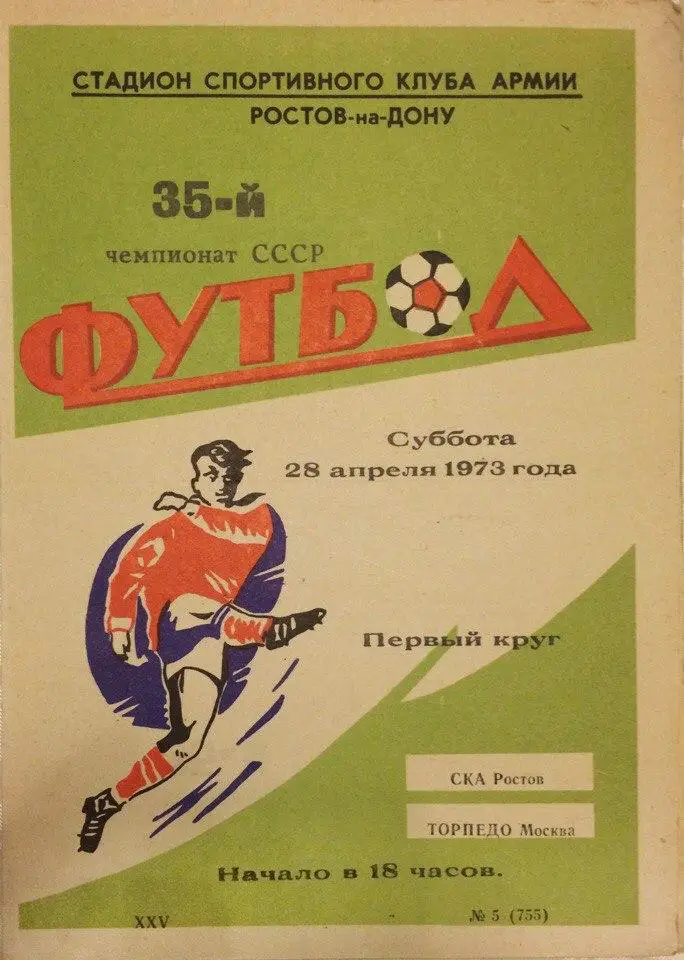 СТАДИОН СПОРТИВНОГО КЛУБА АРМИИ
РОСТОВ-на-ДОНУ
35-й
чемпионат СССР
ФУТБОЛ
Суббота
28 апреля 1973 года
Первый круг
СКА Ростов
ТОРПЕДО Москва
Начало в 18 часов.
XXV - № 5 (755)